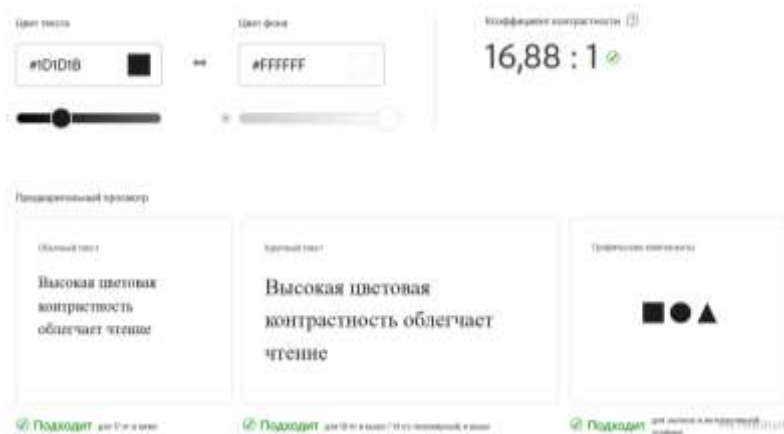 Цвет текста
Цвет фона
Коэффициент контрастности
#1D1D1B
#FFFFFF
16,88 : 1
Предварительный просмотр
Обычный текст
Крупный текст
Графические компоненты
Высокая цветовая
контрастность
облегчает чтение
Высокая цветовая
контрастность облегчает
чтение
Подходит
Подходит
Подходит